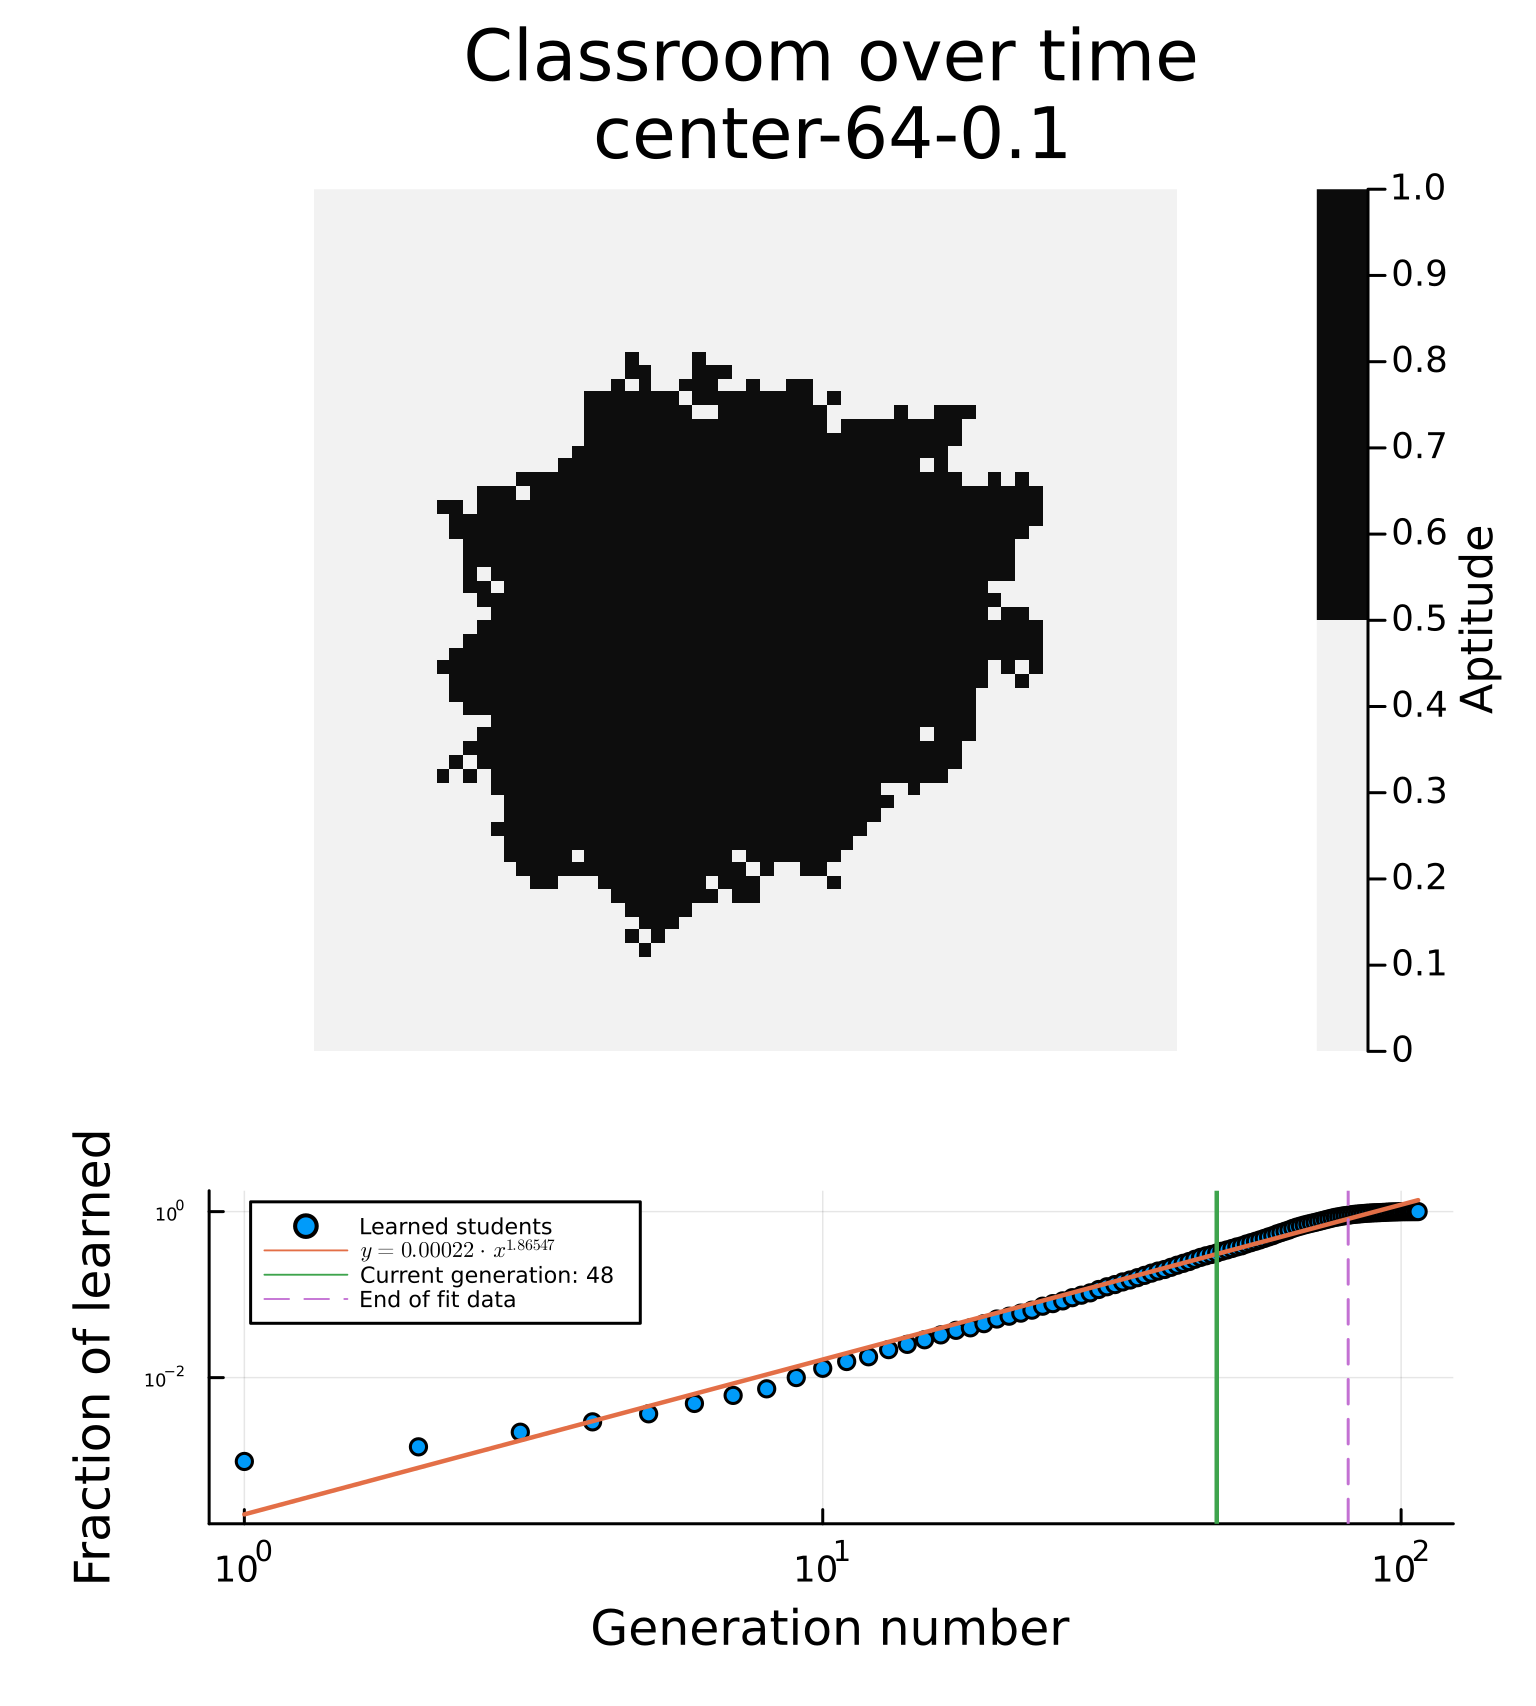 Classroom over time
center-64-0.1
1.0
0.9
0.8
0.7
0.6
0.5
0.4
0.3
0.2
0.1
0
Aptitude
Fraction of learned
10⁰
10⁻²
Learned students
y = 0.00022 · x^1.86547
Current generation: 48
End of fit data
10⁰
10¹
10²
Generation number